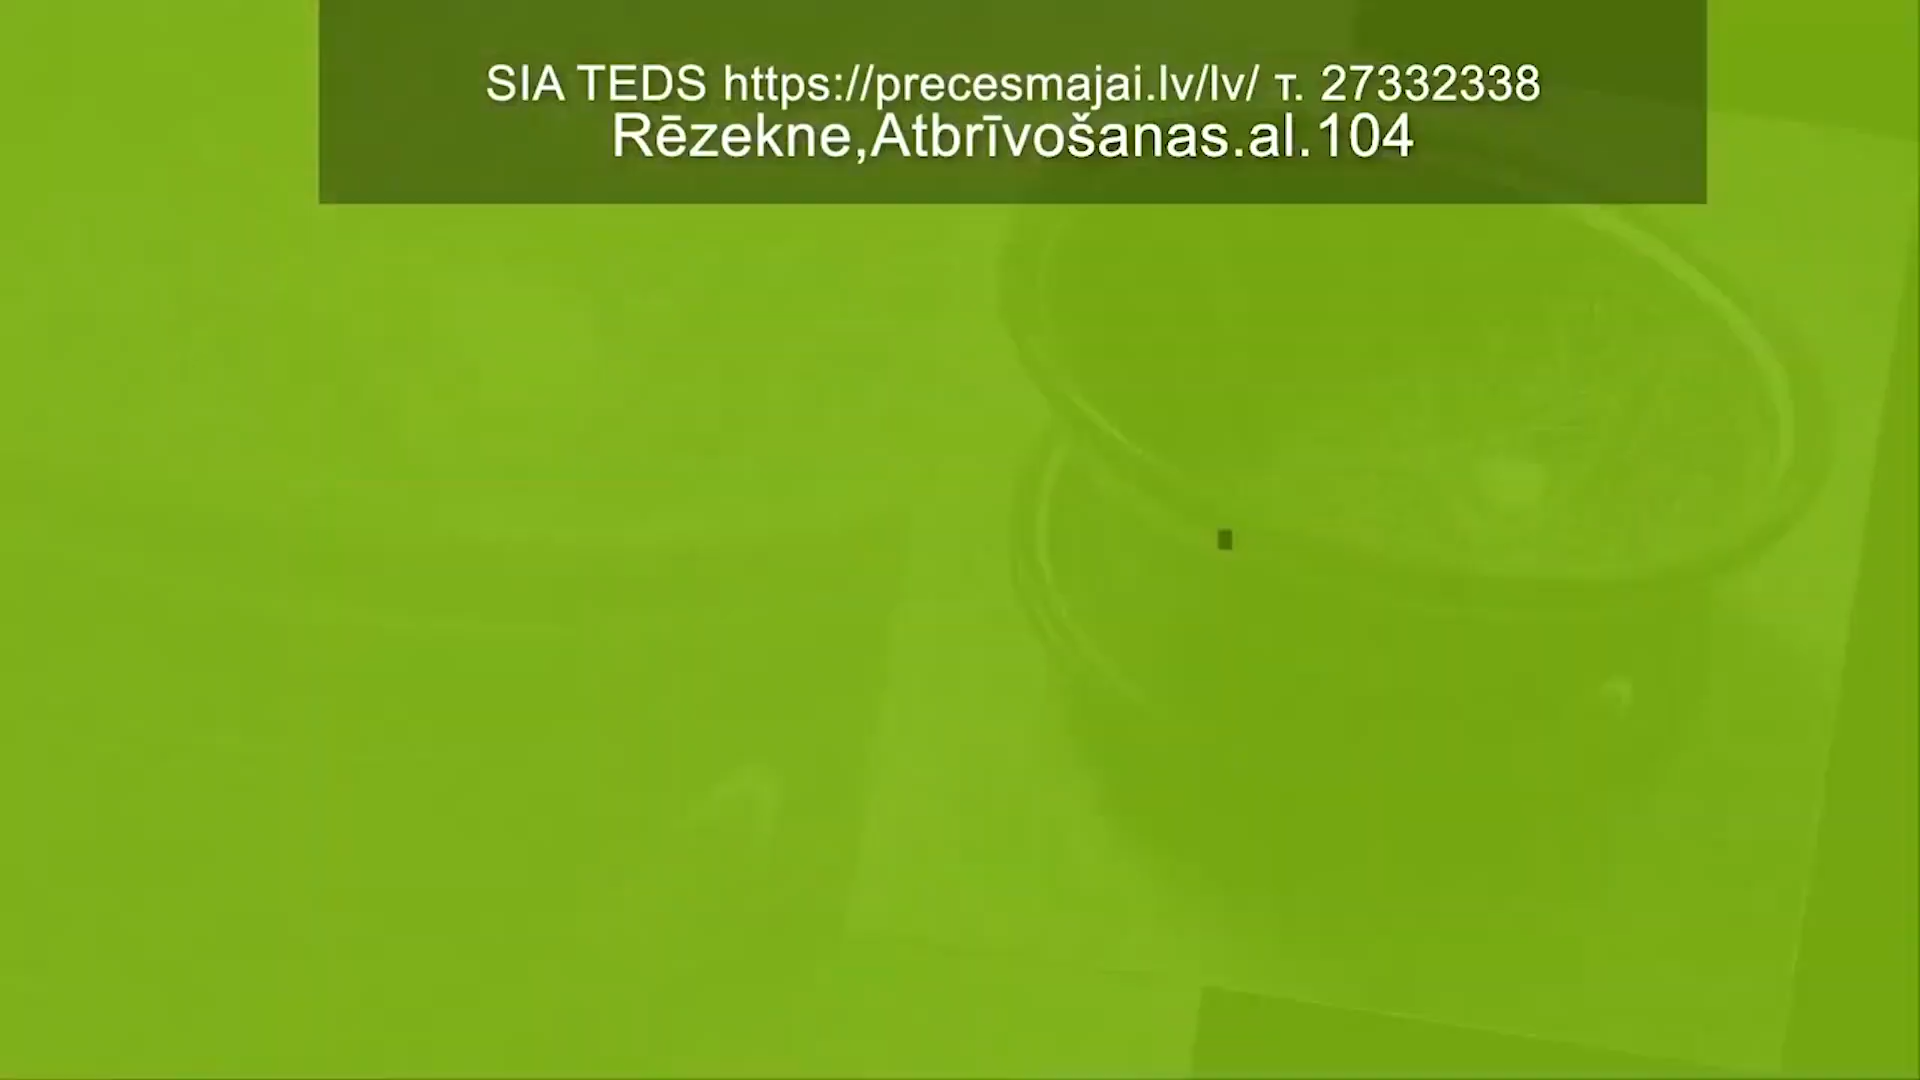 SIA TEDS https://precesmajai.lv/lv/ т. 27332338
Rēzekne,Atbrīvošanas.al.104